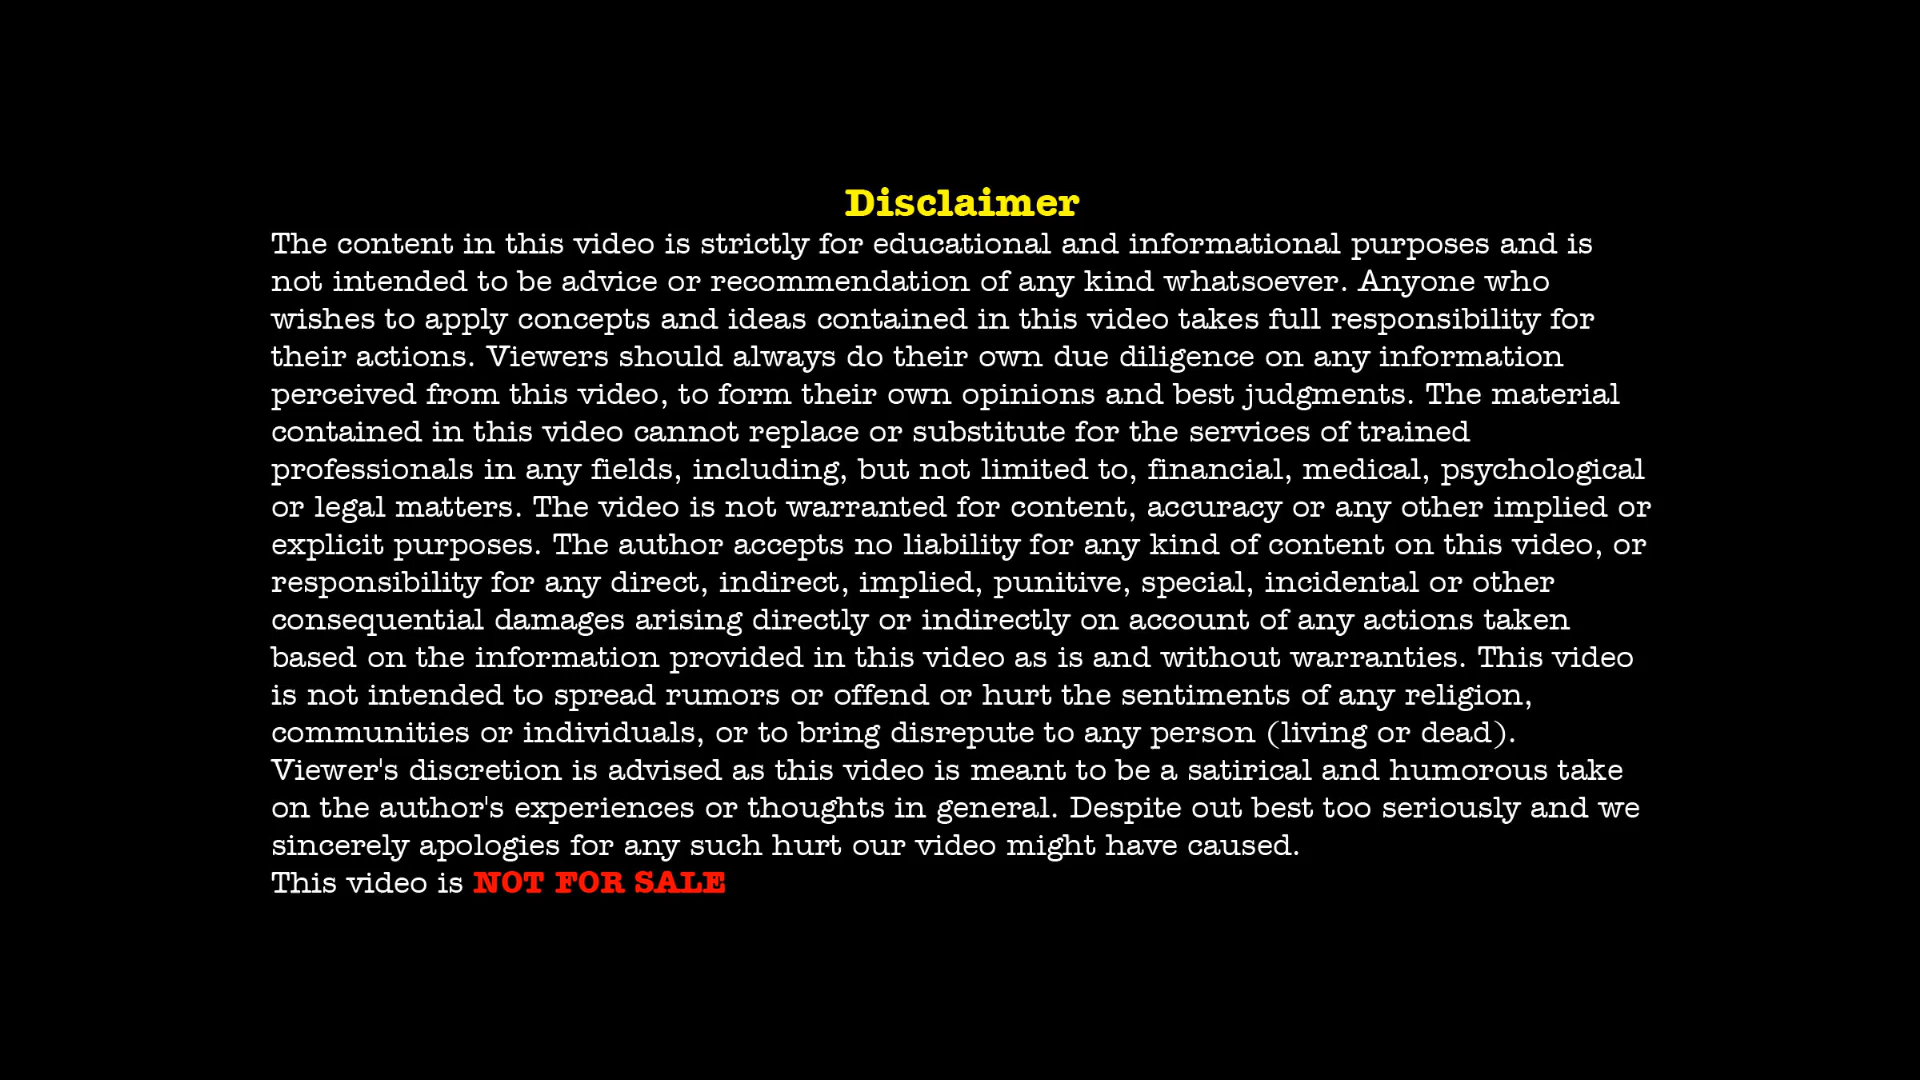 Disclaimer
The content in this video is strictly for educational and informational purposes and is
not intended to be advice or recommendation of any kind whatsoever. Anyone who
wishes to apply concepts and ideas contained in this video takes full responsibility for
their actions. Viewers should always do their own due diligence on any information
perceived from this video, to form their own opinions and best judgments. The material
contained in this video cannot replace or substitute for the services of trained
professionals in any fields, including, but not limited to, financial, medical, psychological
or legal matters. The video is not warranted for content, accuracy or any other implied or
explicit purposes. The author accepts no liability for any kind of content on this video, or
responsibility for any direct, indirect, implied, punitive, special, incidental or other
consequential damages arising directly or indirectly on account of any actions taken
based on the information provided in this video as is and without warranties. This video
is not intended to spread rumors or offend or hurt the sentiments of any religion,
communities or individuals, or to bring disrepute to any person (living or dead).
Viewer's discretion is advised as this video is meant to be a satirical and humorous take
on the author's experiences or thoughts in general. Despite out best too seriously and we
sincerely apologies for any such hurt our video might have caused.
This video is NOT FOR SALE